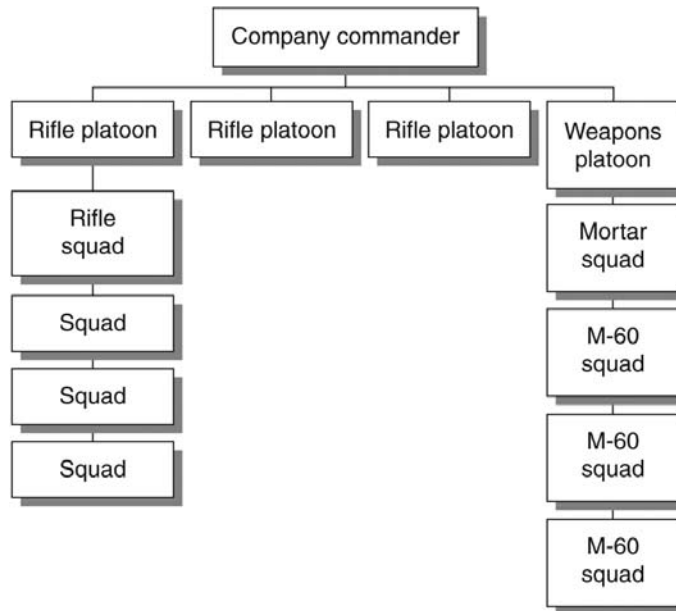 Company commander
Rifle platoon
Rifle platoon
Rifle platoon
Weapons
platoon
Rifle
squad
Squad
Squad
Squad
Mortar
squad
M-60
squad
M-60
squad
M-60
squad